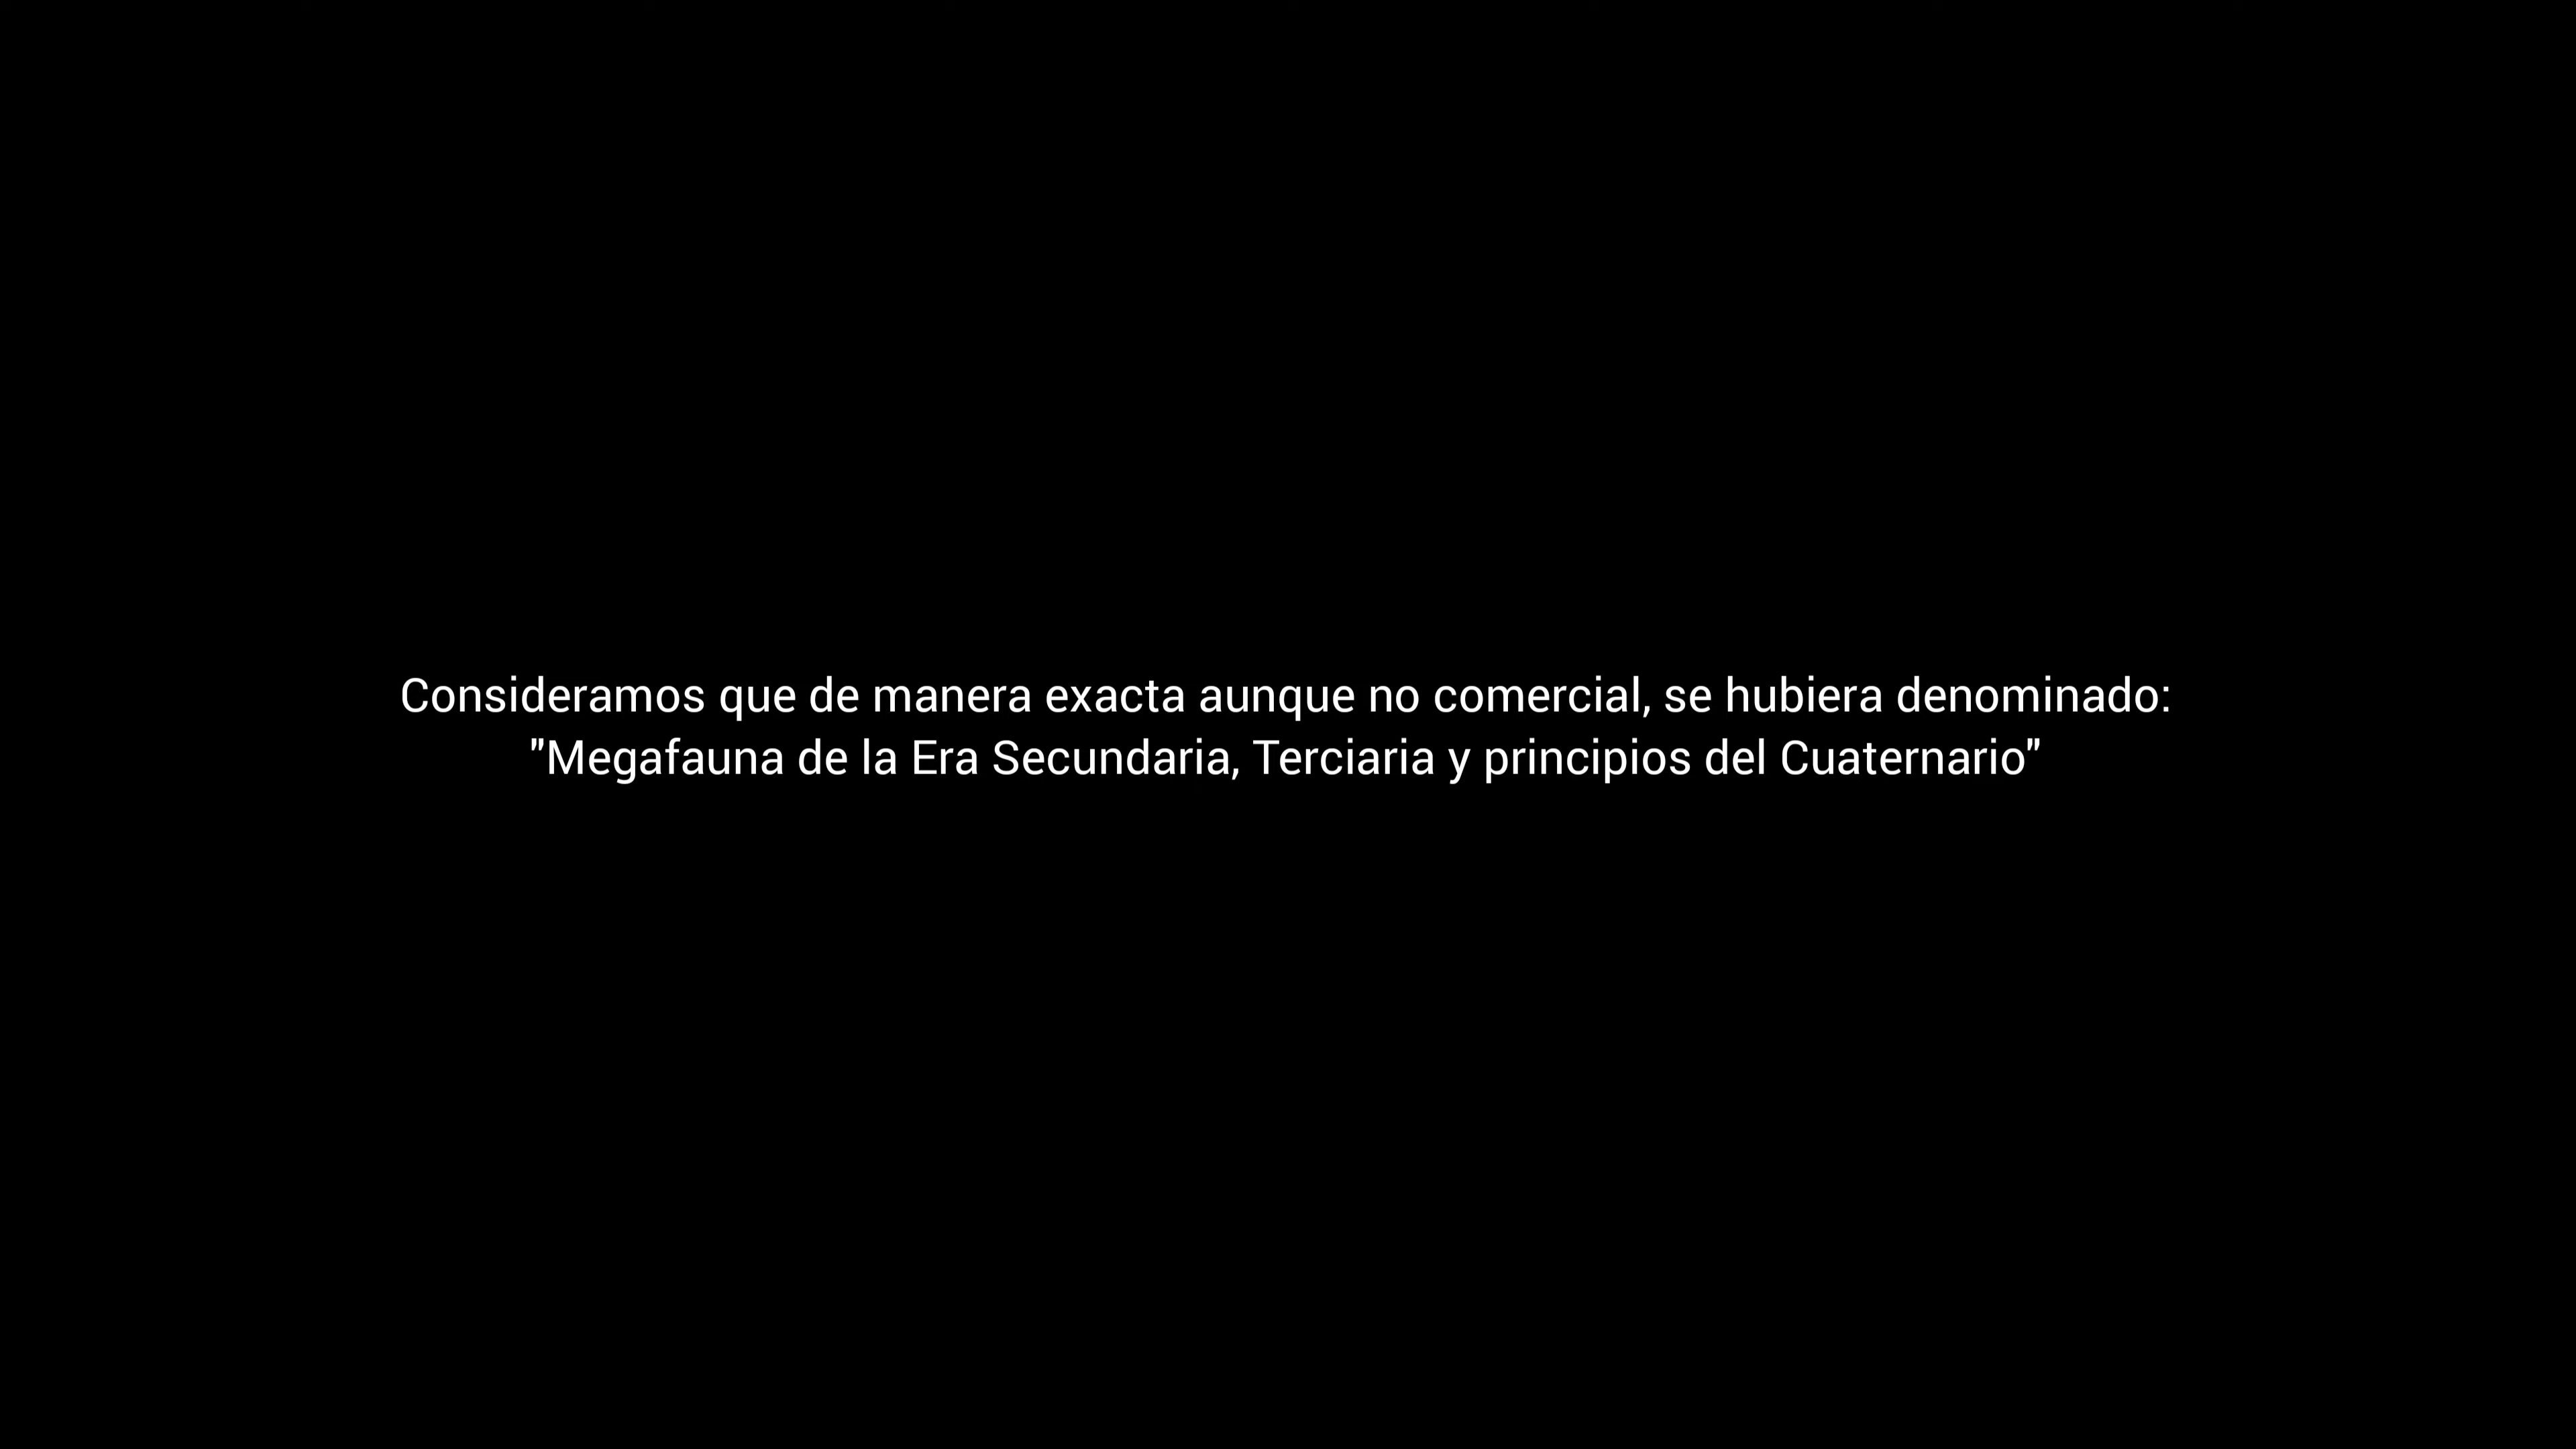 Consideramos que de manera exacta aunque no comercial, se hubiera denominado:
"Megafauna de la Era Secundaria, Terciaria y principios del Cuaternario"